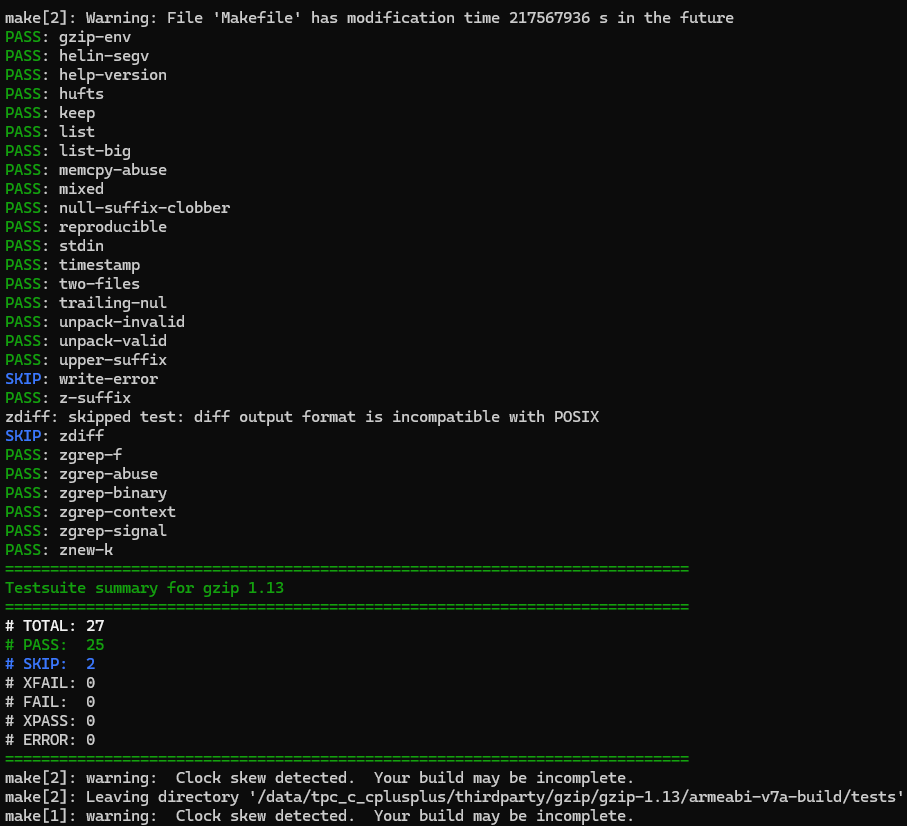 make[2]: Warning: File 'Makefile' has modification time 217567936 s in the future
PASS: gzip-env
PASS: helin-segv
PASS: help-version
PASS: hufts
PASS: keep
PASS: list
PASS: list-big
PASS: memcpy-abuse
PASS: mixed
PASS: null-suffix-clobber
PASS: reproducible
PASS: stdin
PASS: timestamp
PASS: two-files
PASS: trailing-nul
PASS: unpack-invalid
PASS: unpack-valid
PASS: upper-suffix
SKIP: write-error
PASS: z-suffix
zdiff: skipped test: diff output format is incompatible with POSIX
SKIP: zdiff
PASS: zgrep-f
PASS: zgrep-abuse
PASS: zgrep-binary
PASS: zgrep-context
PASS: zgrep-signal
PASS: znew-k
============================================================================
Testsuite summary for gzip 1.13
============================================================================
# TOTAL: 27
# PASS:  25
# SKIP:  2
# XFAIL: 0
# FAIL:  0
# XPASS: 0
# ERROR: 0
============================================================================
make[2]: warning:  Clock skew detected.  Your build may be incomplete.
make[2]: Leaving directory '/data/tpc_c_cplusplus/thirdparty/gzip/gzip-1.13/armeabi-v7a-build/tests'
make[1]: warning:  Clock skew detected.  Your build may be incomplete.